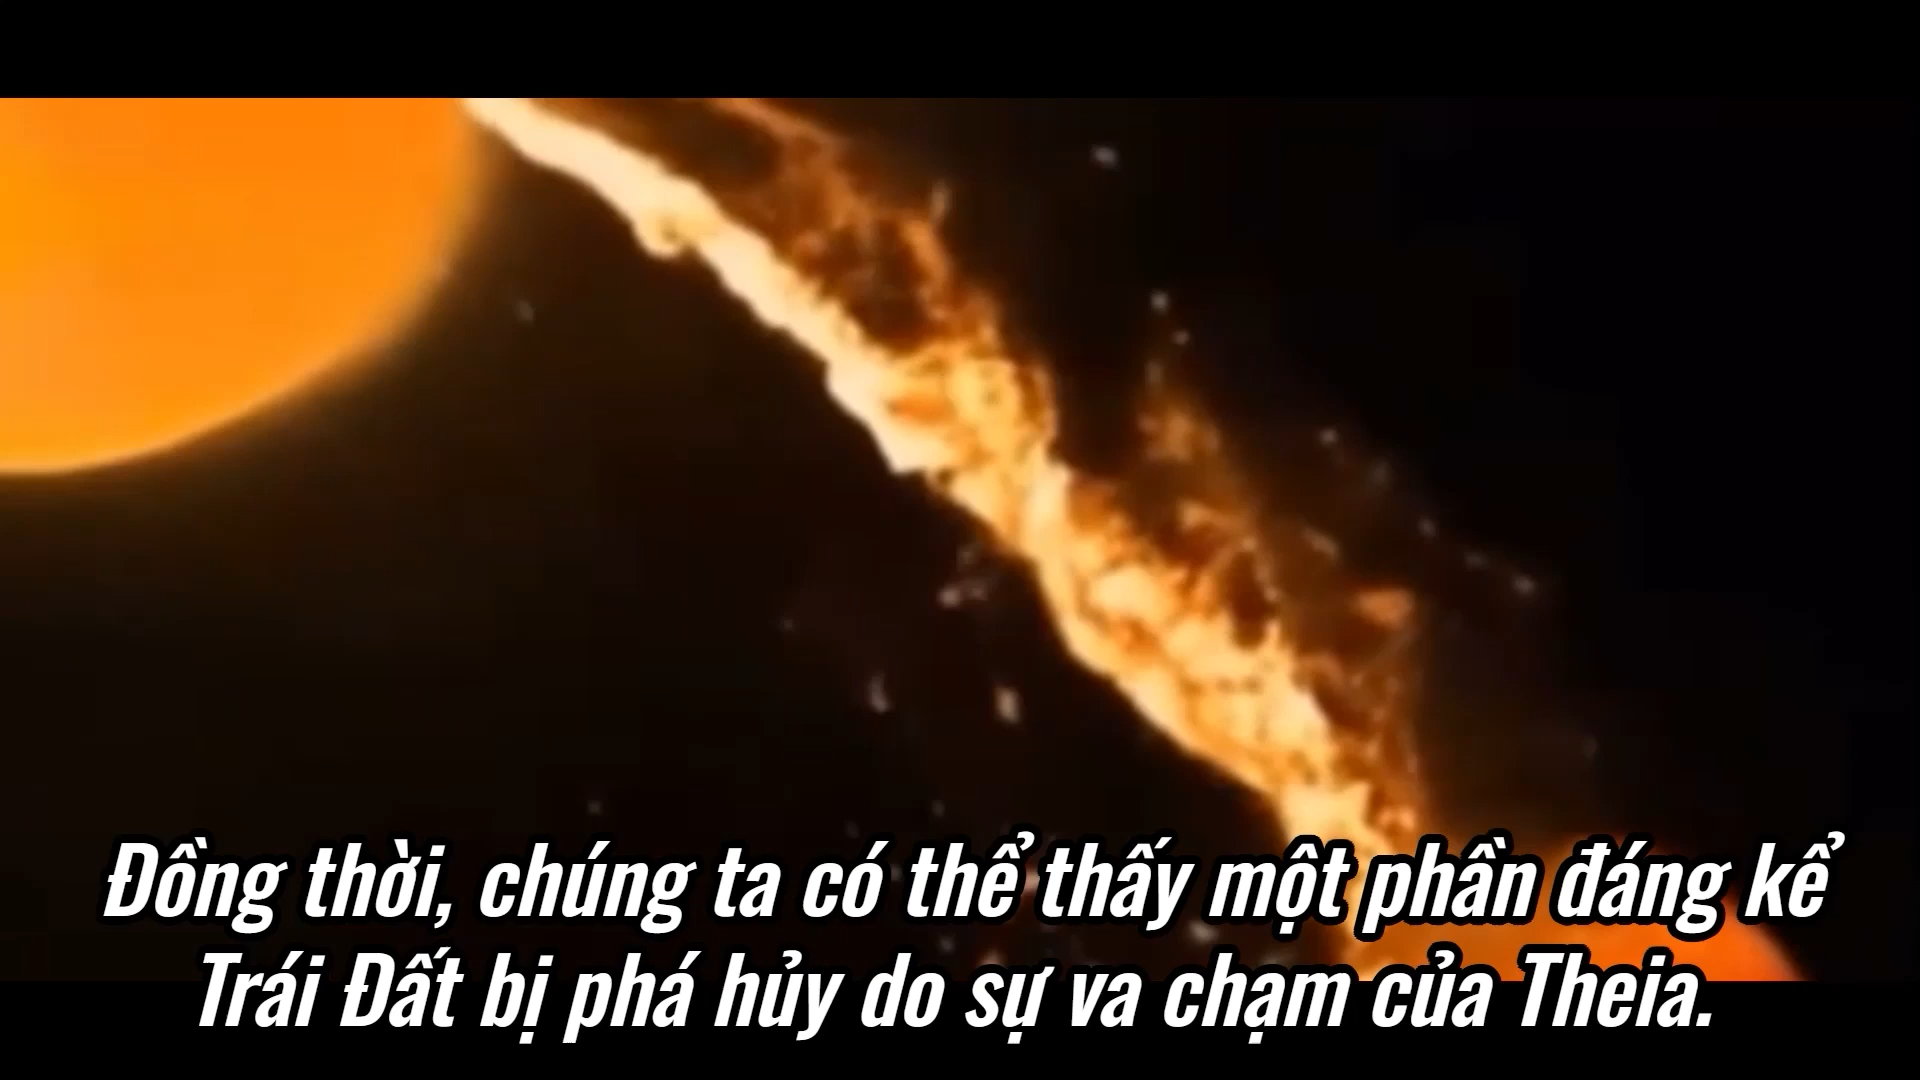 Đồng thời, chúng ta có thể thấy một phần đáng kể
Trái Đất bị phá hủy do sự va chạm của Theia.